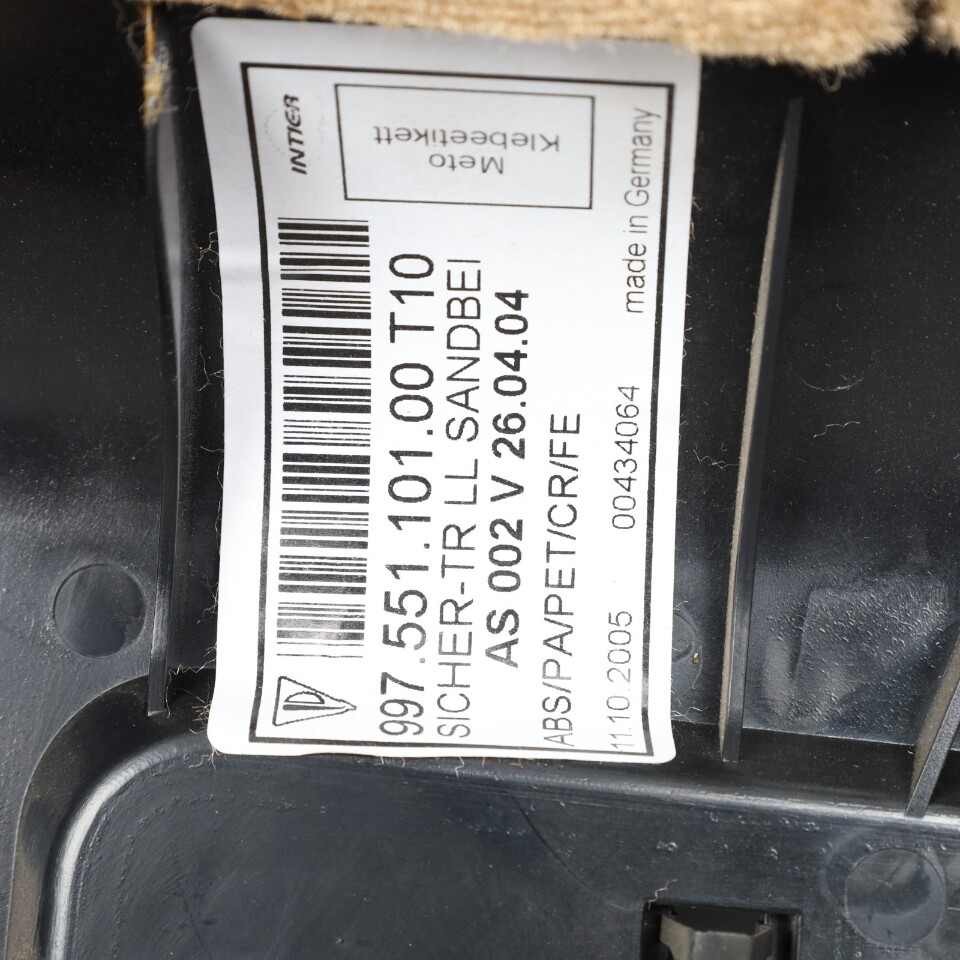 INTIER
Meto
Klebeetikett
997.551.101.00 T10
SICHER-TR LL SANDBEI
AS 002 V 26.04.04
ABS/PA/PET/CR/FE
11.10.2005 00434064 made in Germany